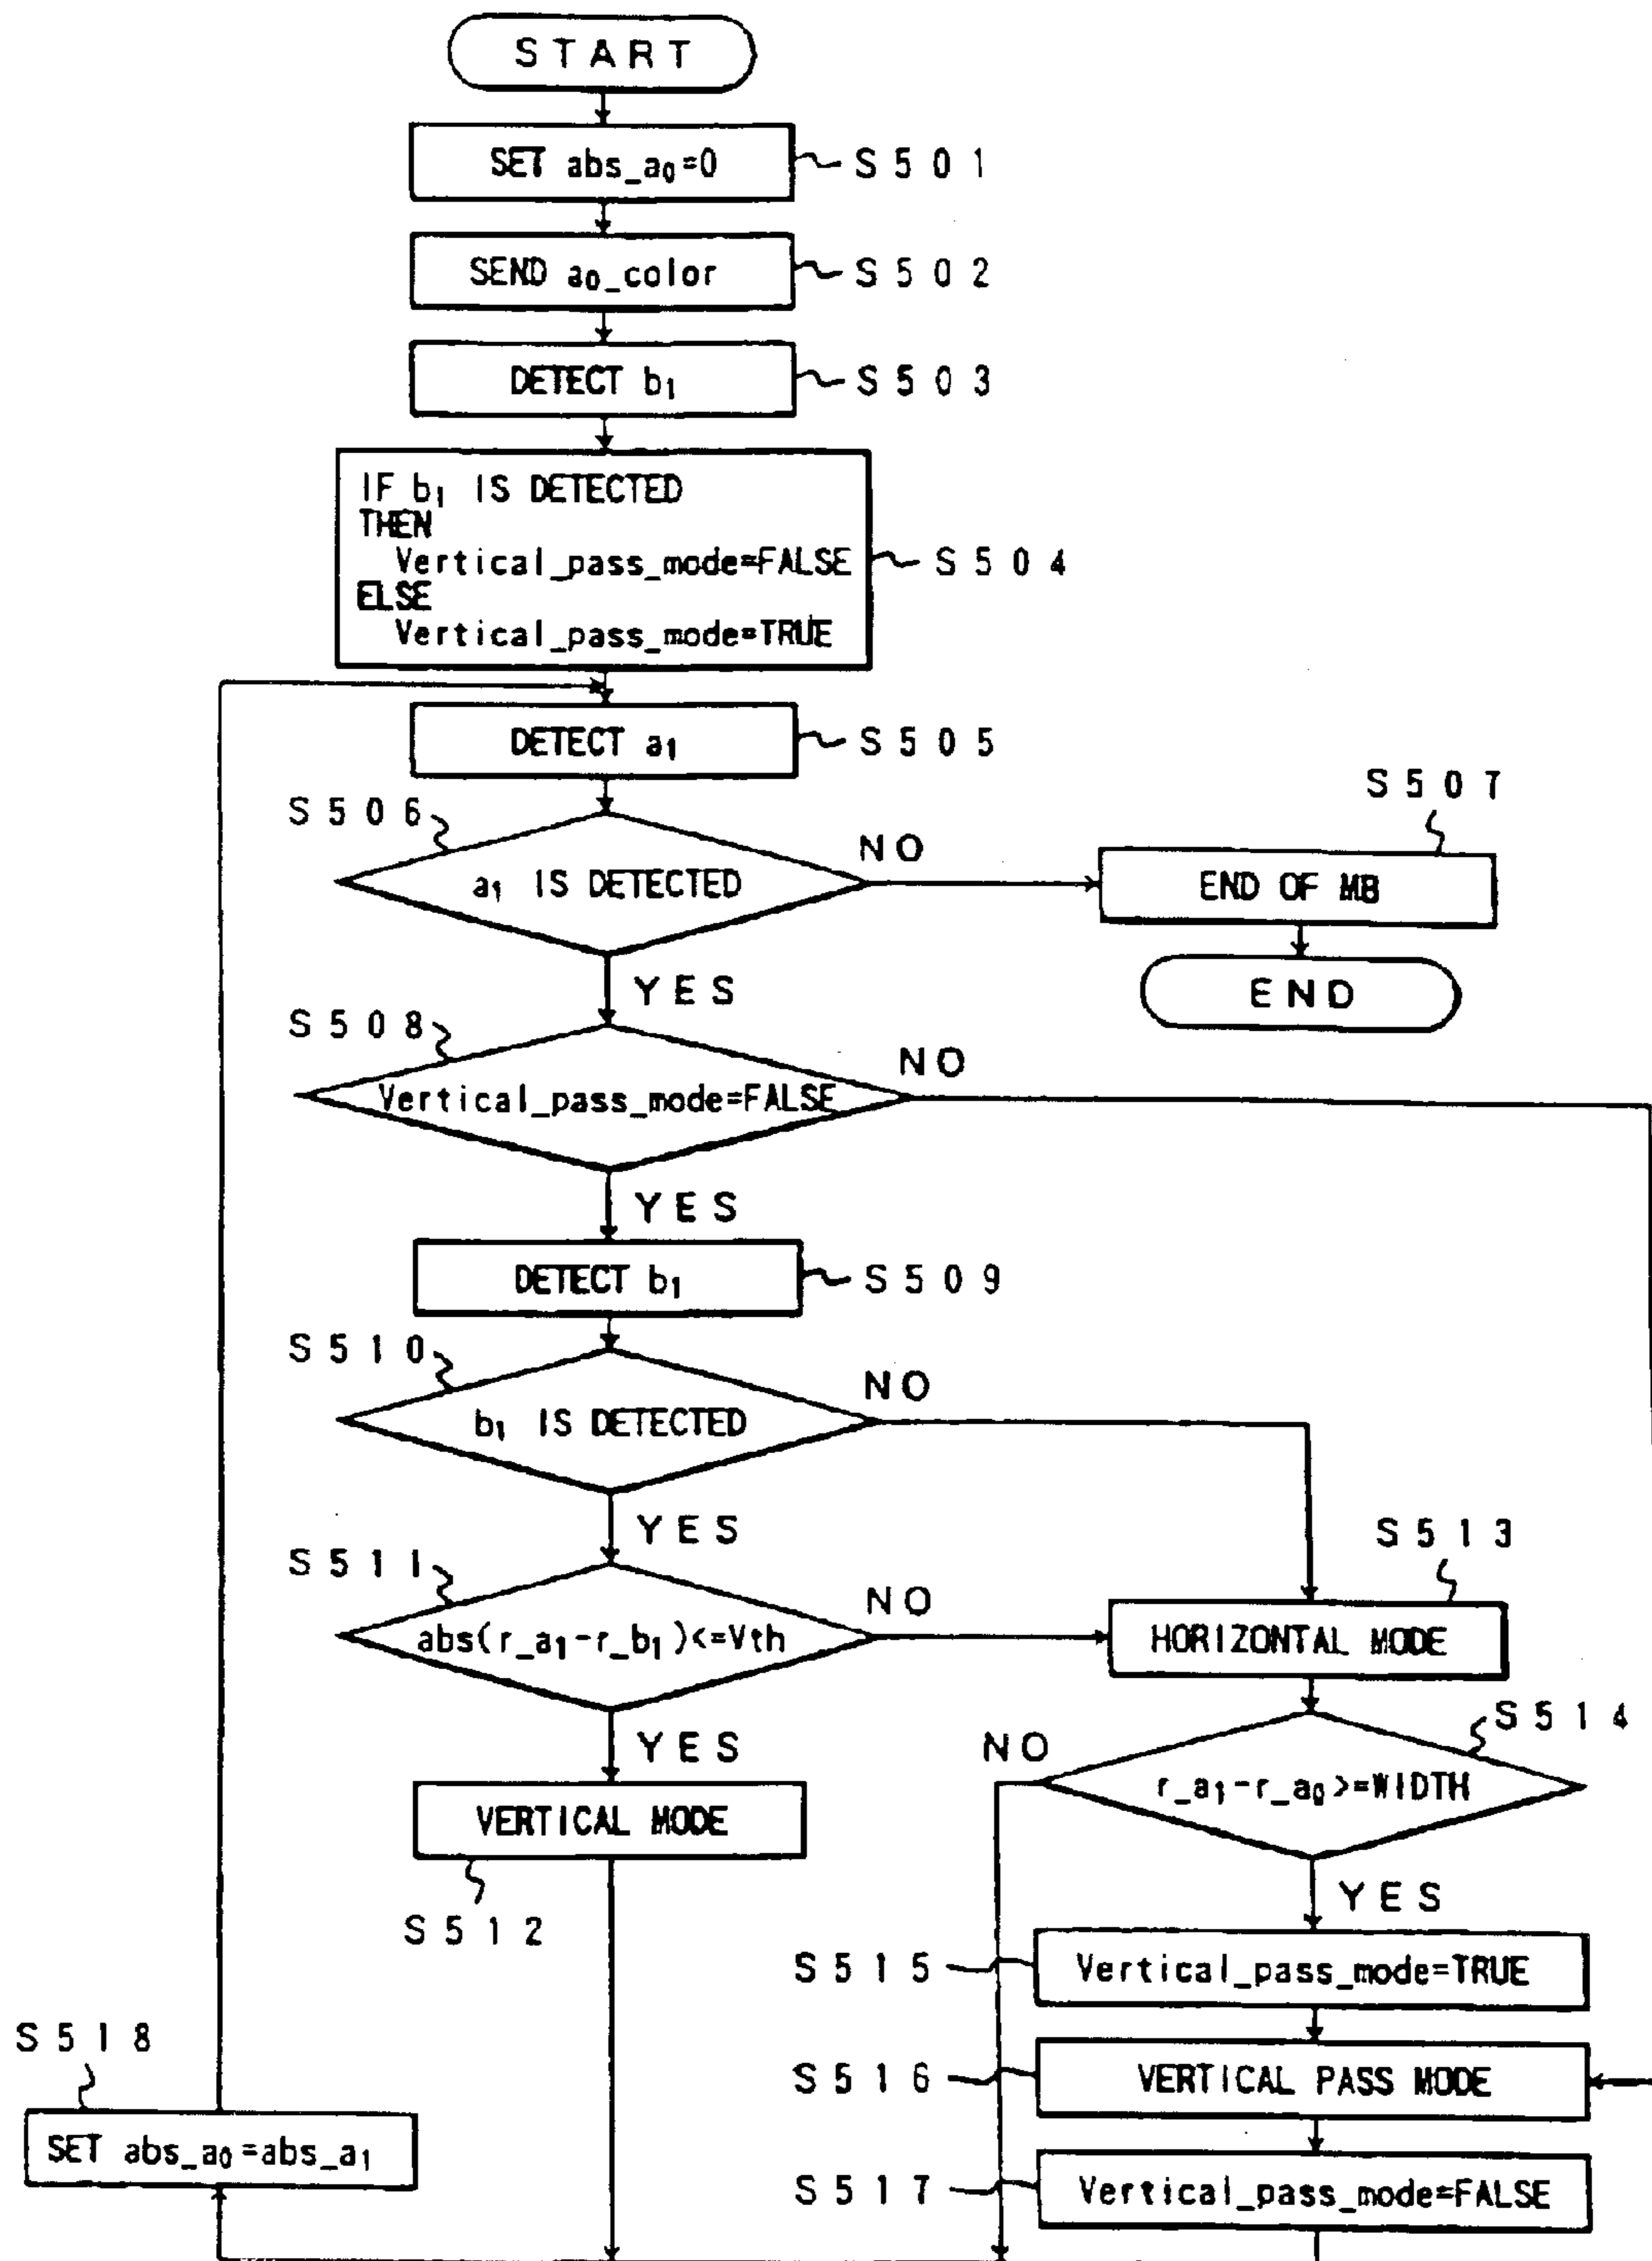 START
SET abs_a₀=0
S501
SEND a₀_color
S502
DETECT b₁
S503
IF b₁ IS DETECTED
THEN
Vertical_pass_mode=FALSE
ELSE
Vertical_pass_mode=TRUE
S504
DETECT a₁
S505
S506
a₁ IS DETECTED
NO
YES
S507
END OF MB
END
S508
Vertical_pass_mode=FALSE
NO
YES
DETECT b₁
S509
S510
b₁ IS DETECTED
NO
YES
S511
abs(r_a₁-r_b₁)<=Vth
NO
YES
S513
HORIZONTAL MODE
S514
r_a₁-r_a₀>=WIDTH
NO
YES
VERTICAL MODE
S512
S515
Vertical_pass_mode=TRUE
S516
VERTICAL PASS MODE
S517
Vertical_pass_mode=FALSE
S518
SET abs_a₀=abs_a₁